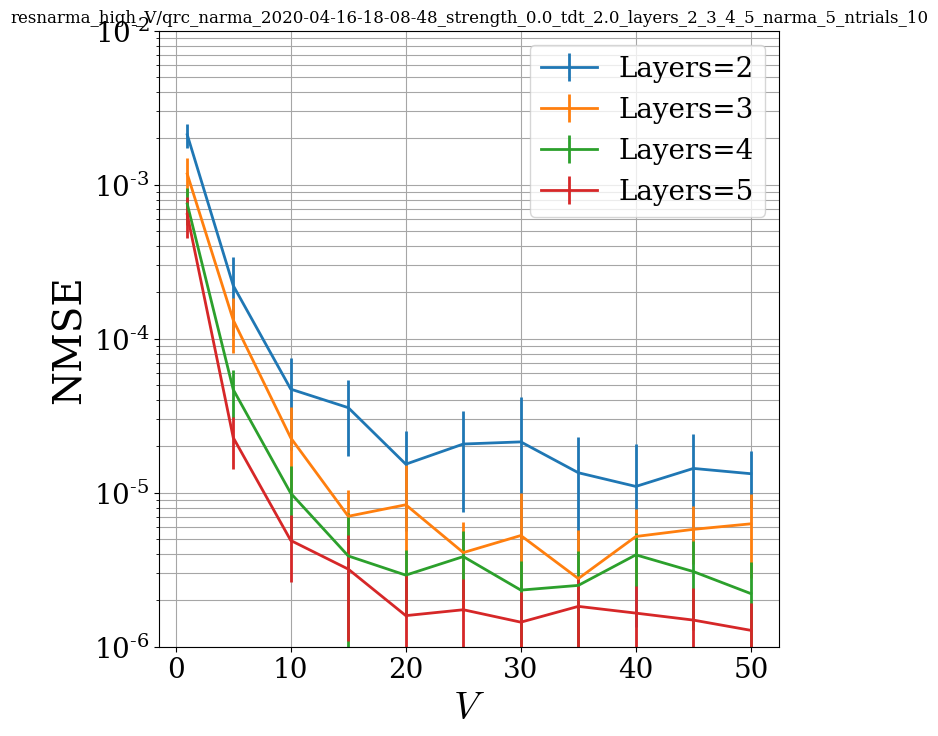 resnarma_high_V/qrc_narma_2020-04-16-18-08-48_strength_0.0_tdt_2.0_layers_2_3_4_5_narma_5_ntrials_10
10-2
10-3
10-4
10-5
10-6
NMSE
Layers=2
Layers=3
Layers=4
Layers=5
0 10 20 30 40 50
V